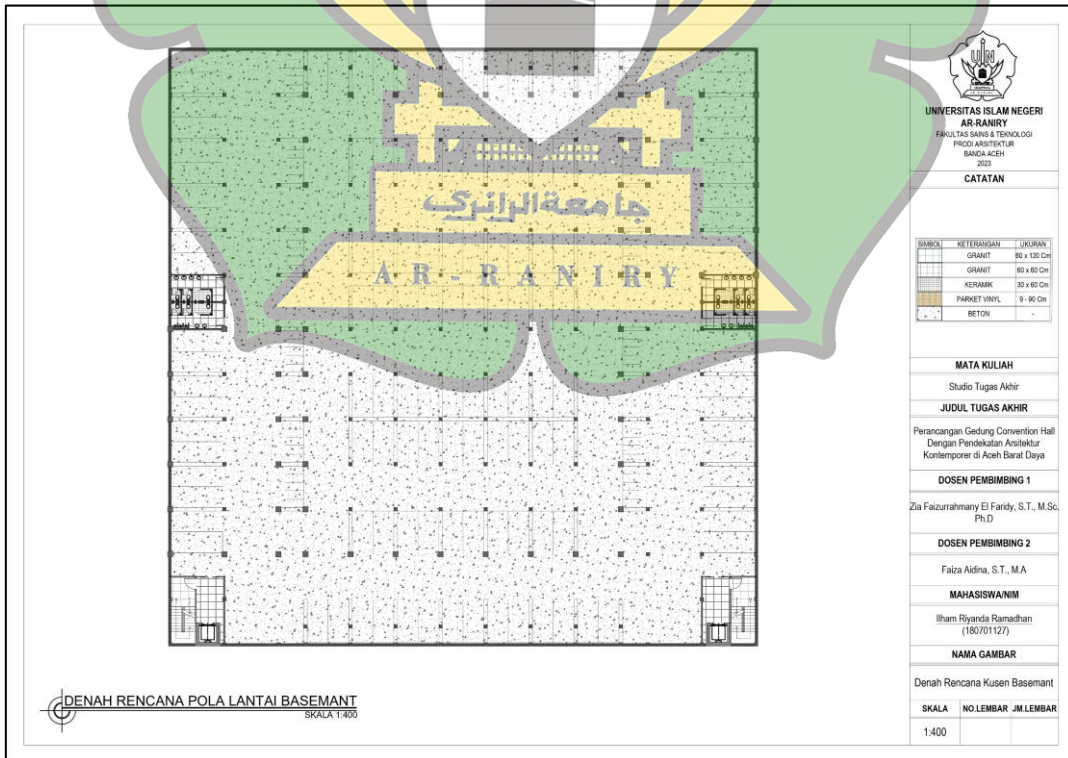 جامعة الرانري
AR-RANIRY
DENAH RENCANA POLA LANTAI BASEMANT
SKALA 1:400
UIN
UNIVERSITAS ISLAM NEGERI
AR-RANIRY
FAKULTAS SAINS & TEKNOLOGI
PRODI ARSITEKTUR
BANDA ACEH
2023
CATATAN
SIMBOL KETERANGAN UKURAN
GRANIT 60 x 120 Cm
GRANIT 60 x 60 Cm
KERAMIK 30 x 60 Cm
PARKET VINYL 9 - 90 Cm
BETON -
MATA KULIAH
Studio Tugas Akhir
JUDUL TUGAS AKHIR
Perancangan Gedung Convention Hall
Dengan Pendekatan Arsitektur
Kontemporer di Aceh Barat Daya
DOSEN PEMBIMBING 1
Zia Faizurrahmany El Faridy, S.T., M.Sc.
Ph.D
DOSEN PEMBIMBING 2
Faiza Aidina, S.T., M.A
MAHASISWA/NIM
Ilham Riyanda Ramadhan
(180701127)
NAMA GAMBAR
Denah Rencana Kusen Basemant
SKALA NO.LEMBAR JM.LEMBAR
1:400